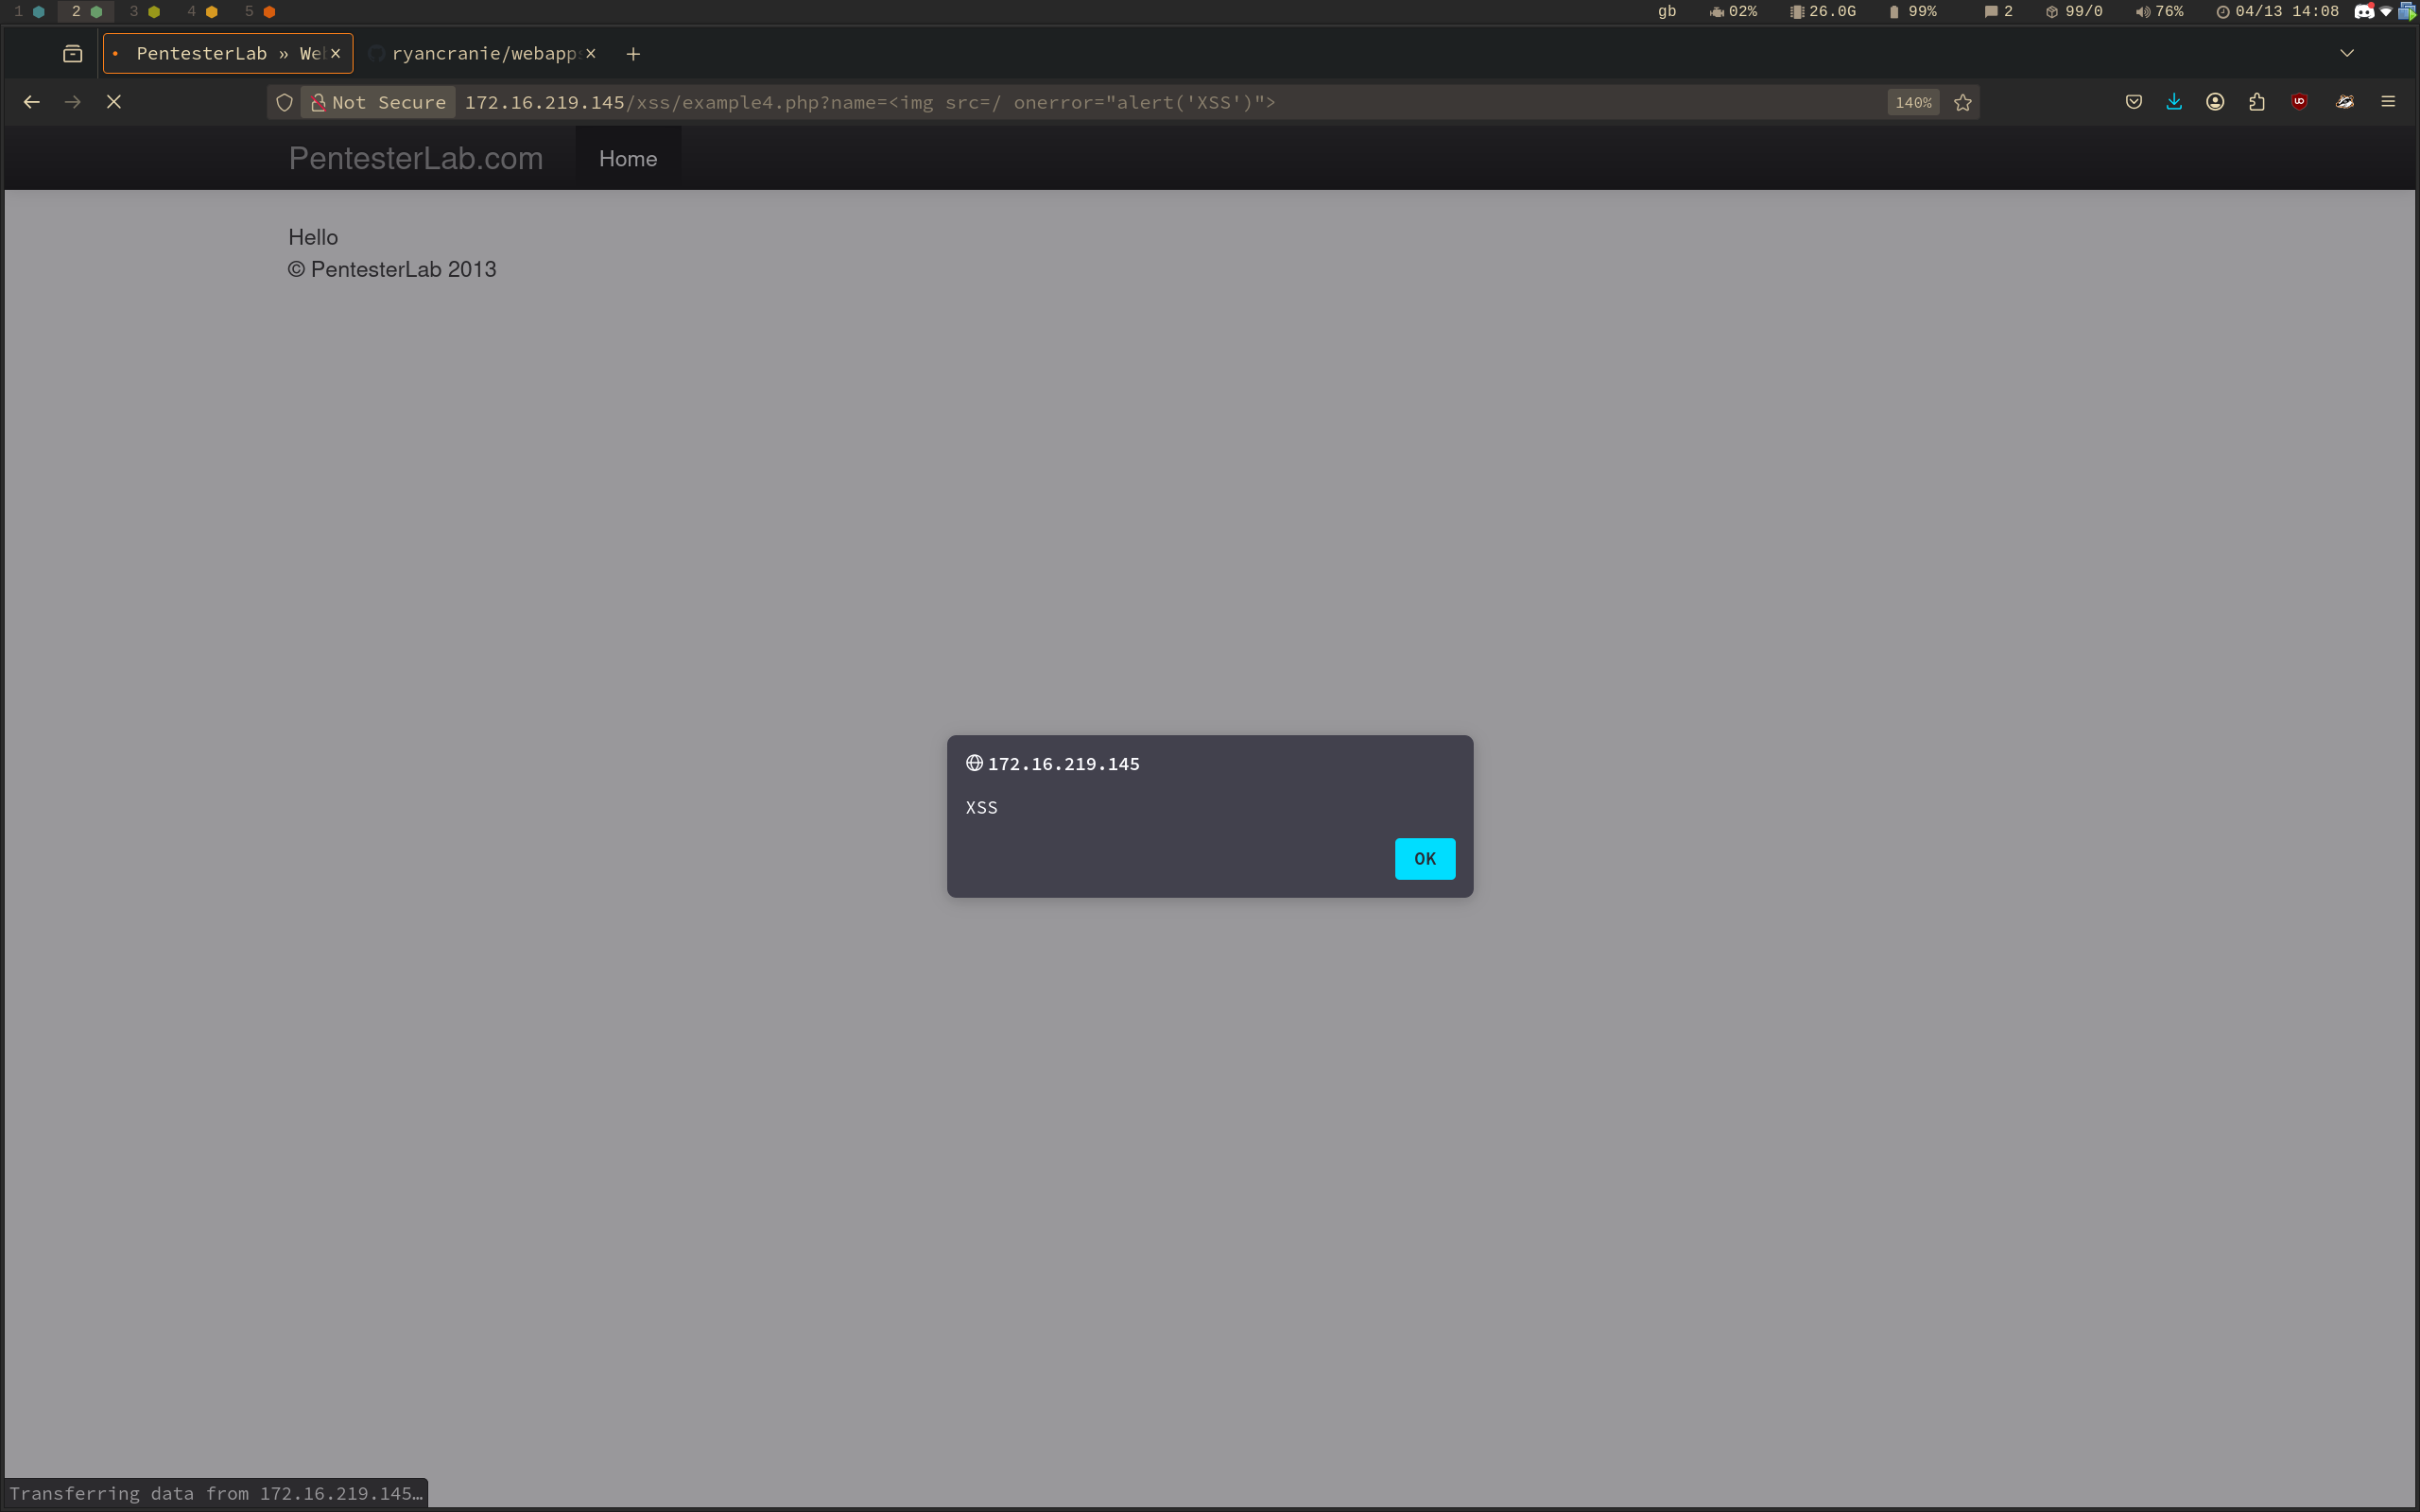 1 2 3 4 5 gb 02% 26.0G 99% 2 99/0 76% 04/13 14:08
PentesterLab » We ryancranie/webapps
Not Secure 172.16.219.145/xss/example4.php?name=<img src=/ onerror="alert('XSS')"> 140%
PentesterLab.com Home
Hello
© PentesterLab 2013
172.16.219.145
XSS
OK
Transferring data from 172.16.219.145…